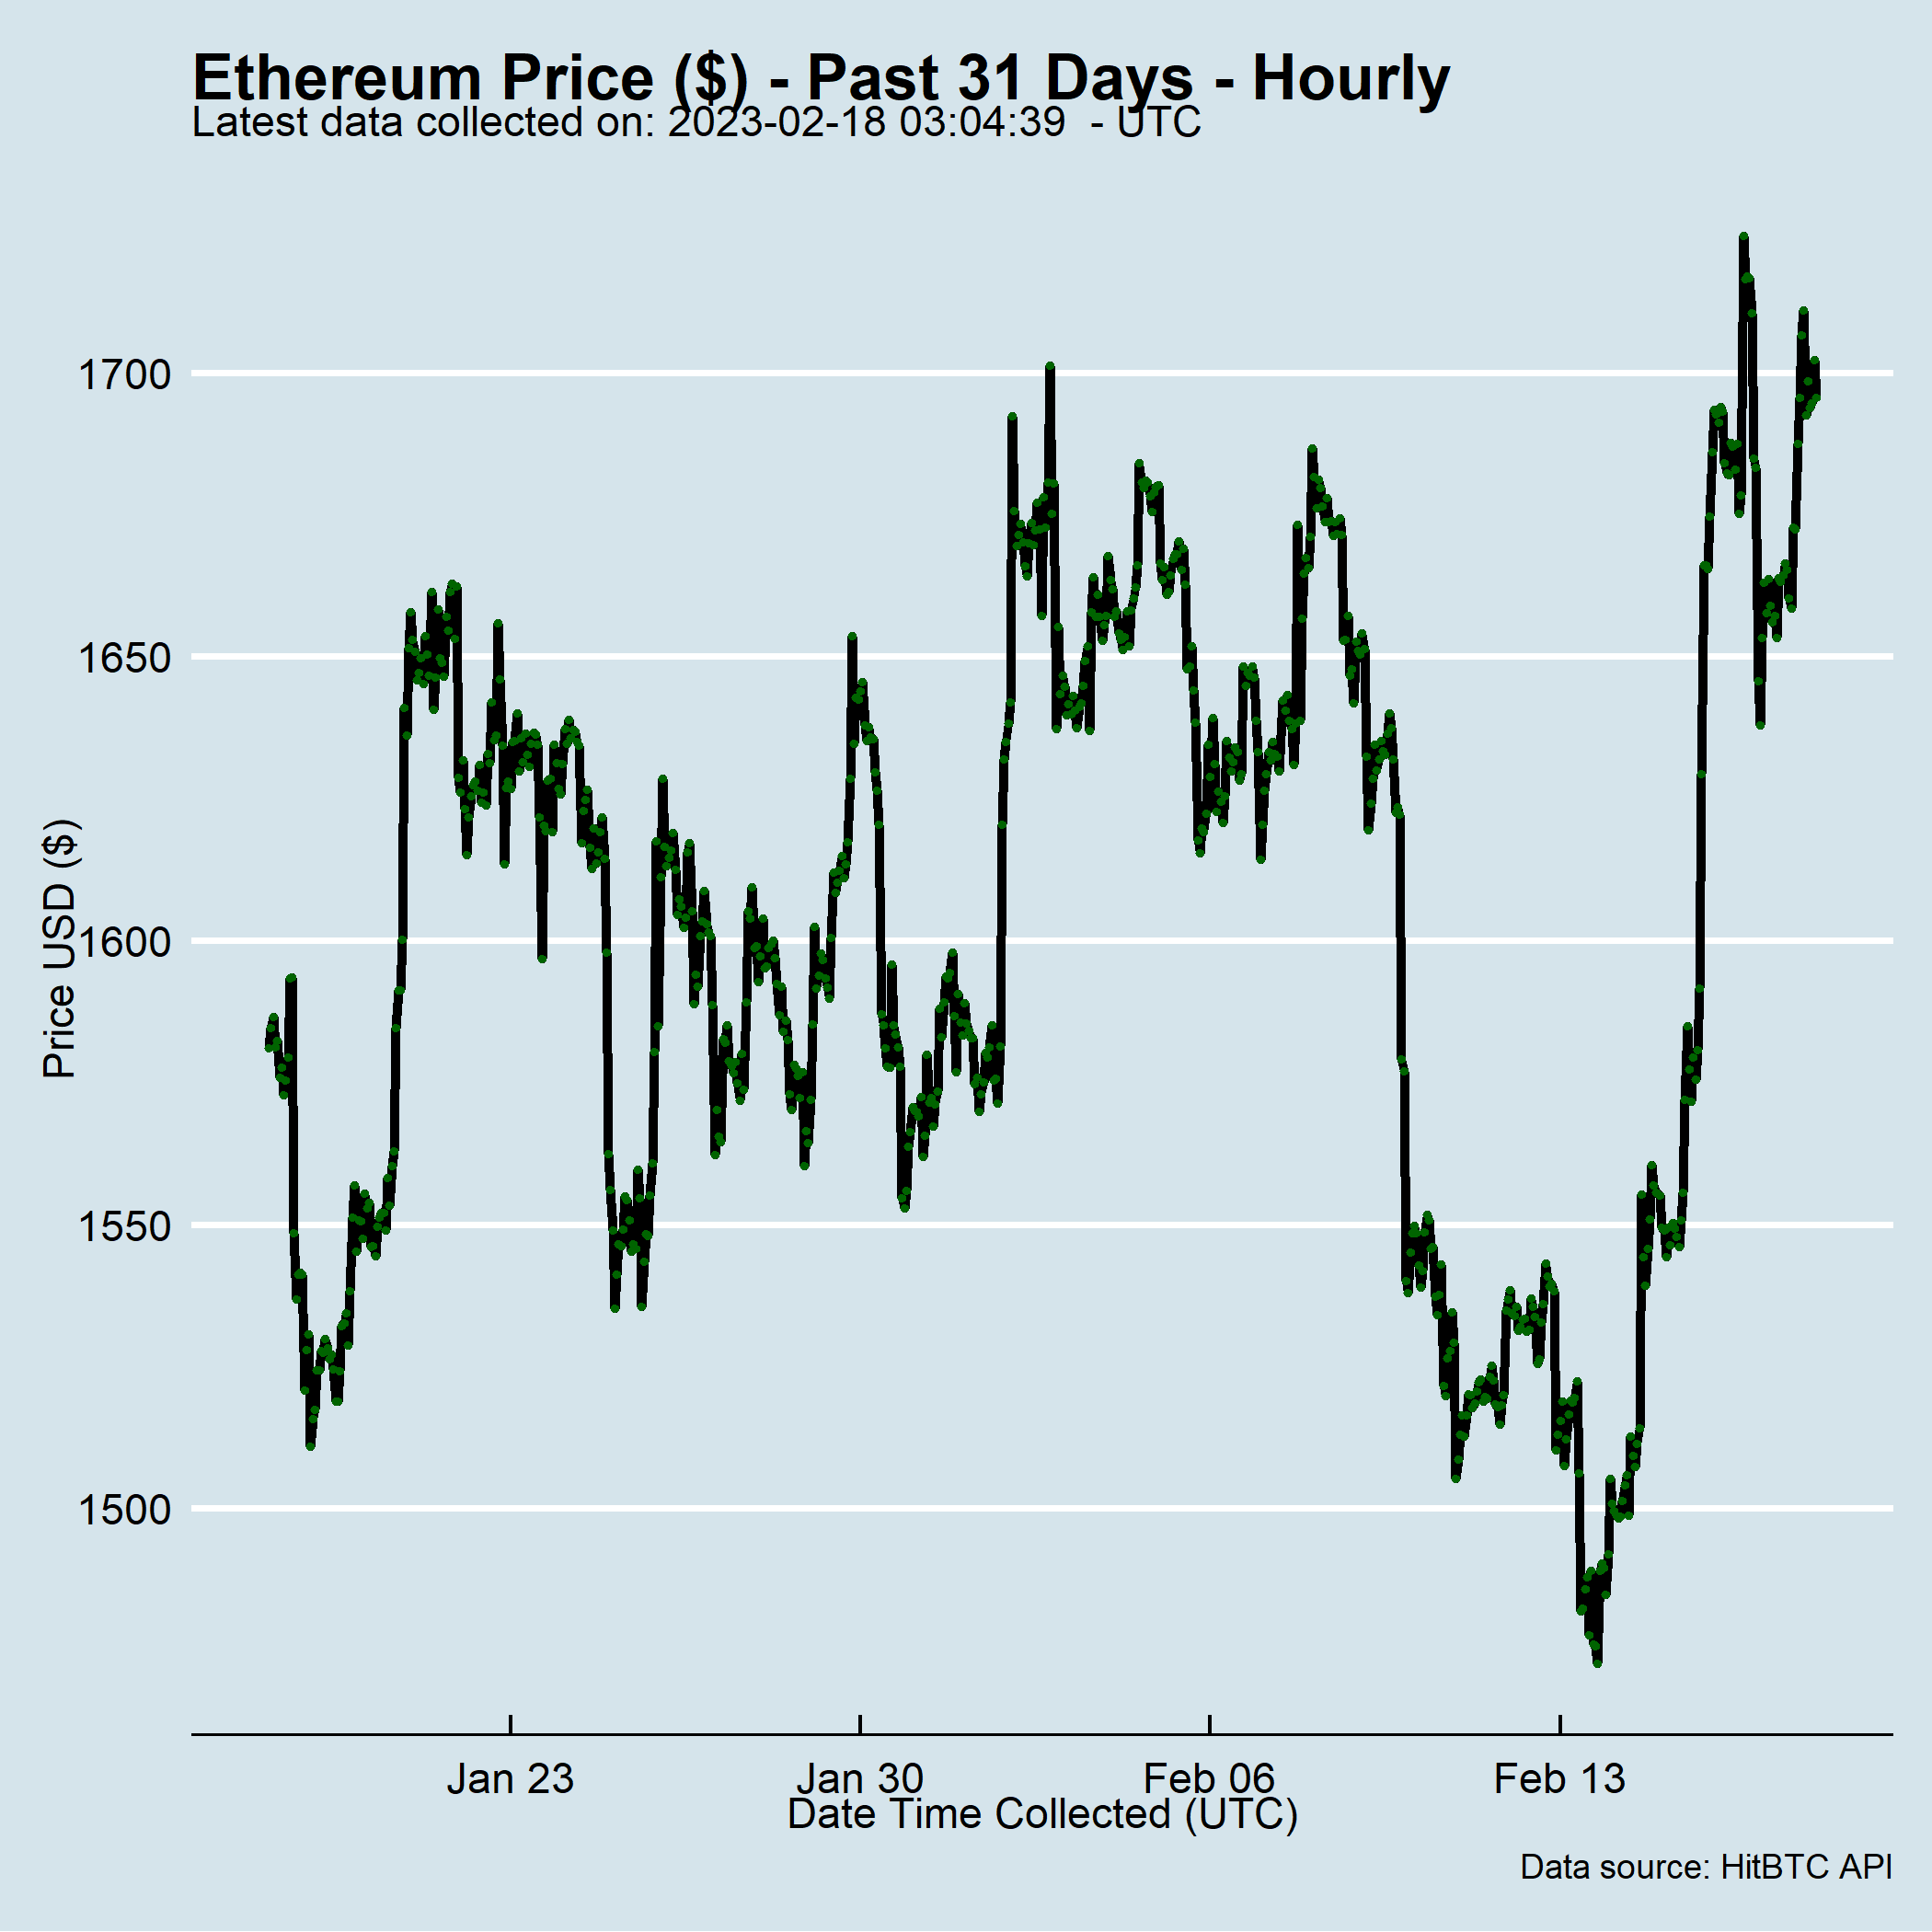 Ethereum Price ($) - Past 31 Days - Hourly
Latest data collected on: 2023-02-18 03:04:39  - UTC
Price USD ($)
1700
1650
1600
1550
1500
Jan 23
Jan 30
Feb 06
Feb 13
Date Time Collected (UTC)
Data source: HitBTC API